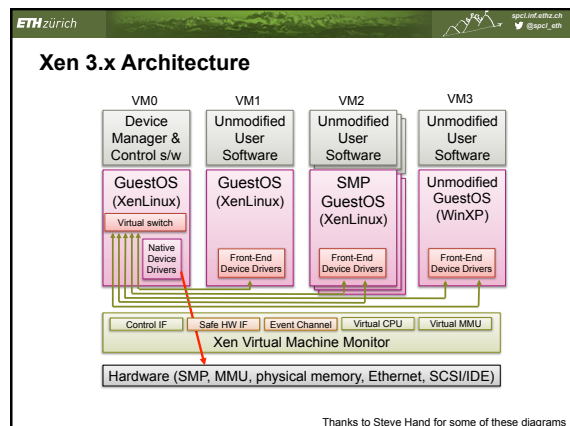 ETH zürich
spcl.inf.ethz.ch
@spcl_eth
Xen 3.x Architecture
VM0
VM1
VM2
VM3
Device
Manager &
Control s/w
Unmodified
User
Software
Unmodified
User
Software
Unmodified
User
Software
GuestOS
(XenLinux)
Virtual switch
Native
Device
Drivers
GuestOS
(XenLinux)
Front-End
Device Drivers
SMP
GuestOS
(XenLinux)
Front-End
Device Drivers
Unmodified
GuestOS
(WinXP)
Front-End
Device Drivers
Control IF
Safe HW IF
Event Channel
Virtual CPU
Virtual MMU
Xen Virtual Machine Monitor
Hardware (SMP, MMU, physical memory, Ethernet, SCSI/IDE)
Thanks to Steve Hand for some of these diagrams